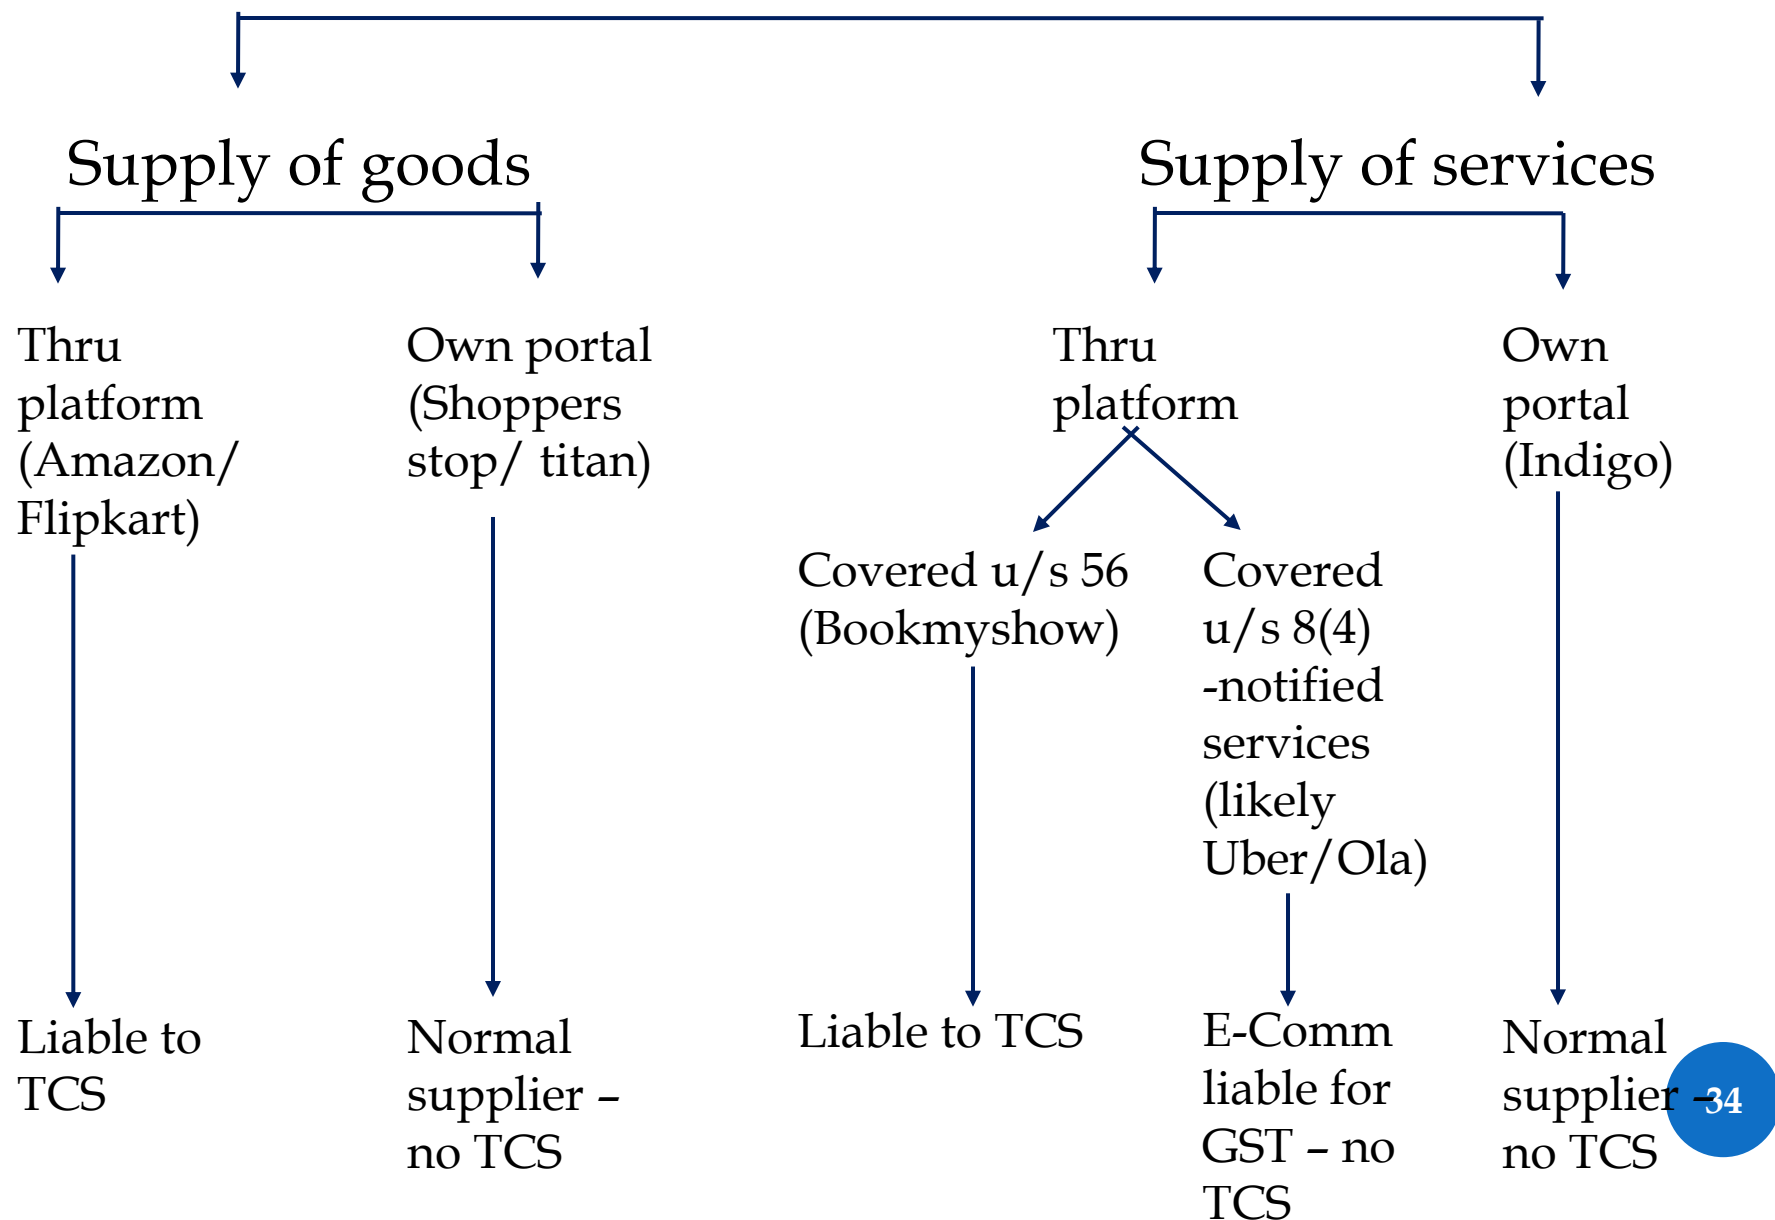 Supply of goods
Supply of services
Thru
platform
(Amazon/
Flipkart)
Own portal
(Shoppers
stop/ titan)
Thru
platform
Own
portal
(Indigo)
Covered u/s 56
(Bookmyshow)
Covered
u/s 8(4)
-notified
services
(likely
Uber/Ola)
Liable to
TCS
Normal
supplier –
no TCS
Liable to TCS
E-Comm
liable for
GST – no
TCS
Normal
supplier –
no TCS
34